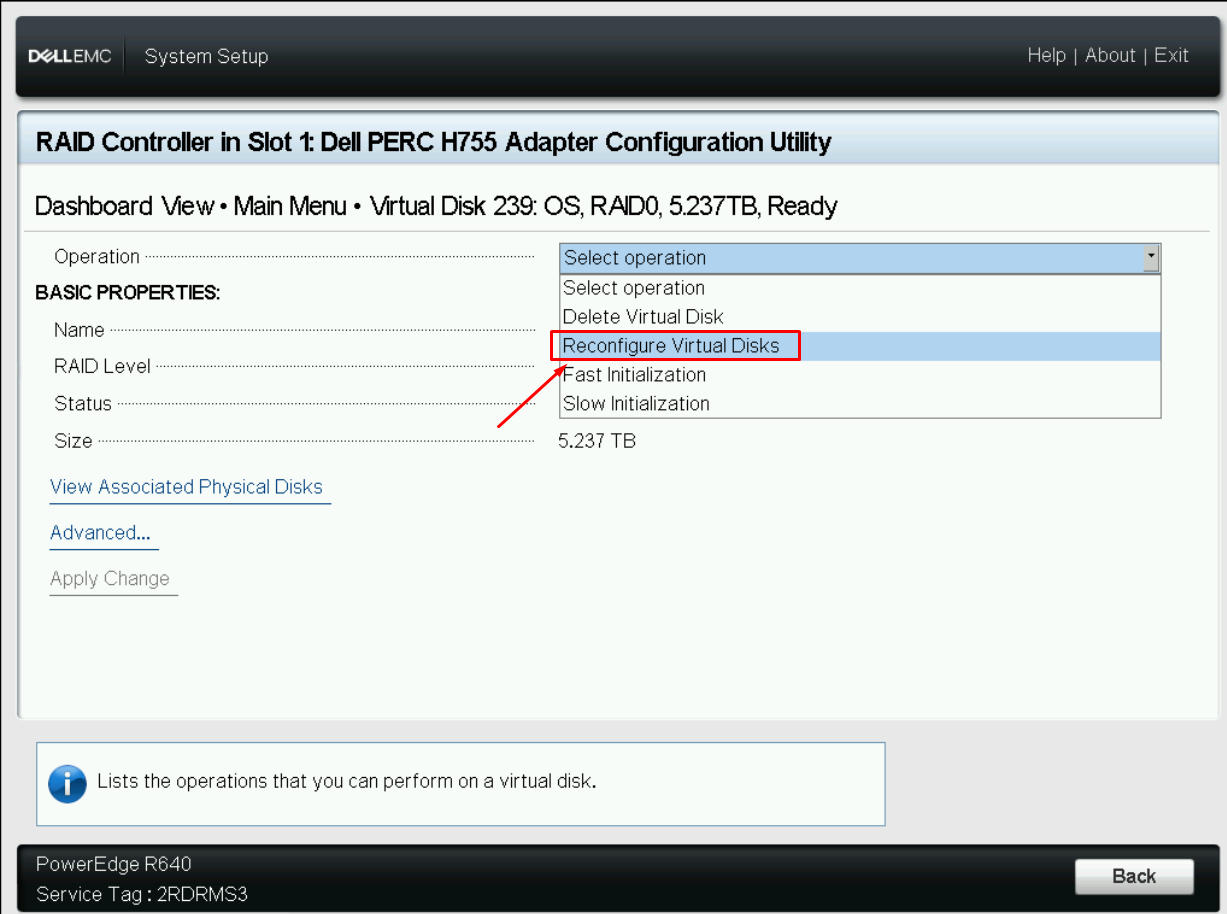 DELLEMC System Setup Help | About | Exit
RAID Controller in Slot 1: Dell PERC H755 Adapter Configuration Utility
Dashboard View • Main Menu • Virtual Disk 239: OS, RAID0, 5.237TB, Ready
Operation Select operation
BASIC PROPERTIES: Select operation
Delete Virtual Disk
Name
Reconfigure Virtual Disks
RAID Level
Fast Initialization
Status Slow Initialization
Size 5.237 TB
View Associated Physical Disks
Advanced...
Apply Change
Lists the operations that you can perform on a virtual disk.
PowerEdge R640
Back
Service Tag : 2RDRMS3